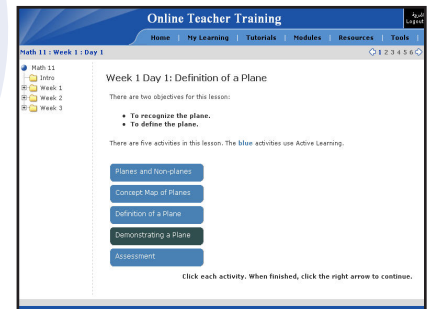 Online Teacher Training
Logout
Home | My Learning | Tutorials | Modules | Resources | Tools |
Math 11 : Week 1 : Day 1
1 2 3 4 5 6
Math 11
Intro
Week 1
Week 2
Week 3
Week 1 Day 1: Definition of a Plane
There are two objectives for this lesson:
• To recognize the plane.
• To define the plane.
There are five activities in this lesson. The blue activities use Active Learning.
Planes and Non-planes
Concept Map of Planes
Definition of a Plane
Demonstrating a Plane
Assessment
Click each activity. When finished, click the right arrow to continue.